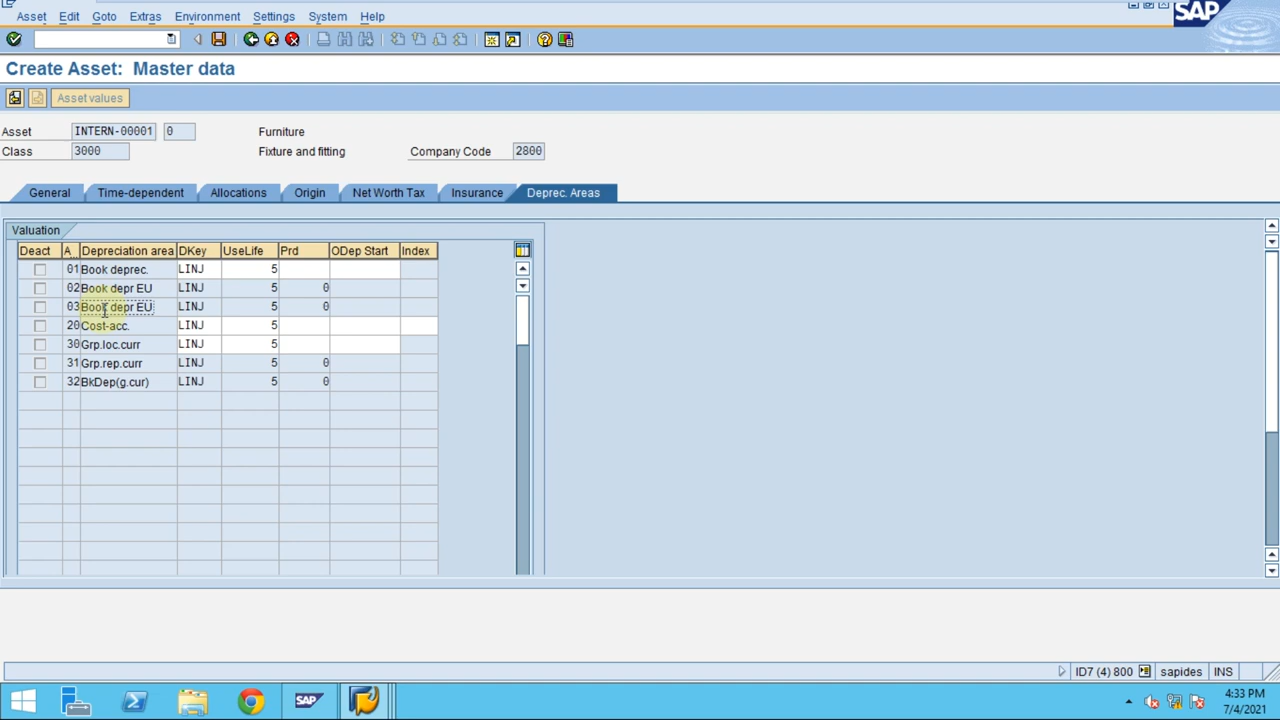 Asset Edit Goto Extras Environment Settings System Help
SAP
Create Asset: Master data
Asset values
Asset INTERN-00001 0 Furniture
Class 3000 Fixture and fitting Company Code 2800
General Time-dependent Allocations Origin Net Worth Tax Insurance Deprec. Areas
Valuation
Deact A.. Depreciation area DKey UseLife Prd ODep Start Index
01 Book deprec. LINJ 5
02 Book depr EU LINJ 5 0
03 Book depr EU LINJ 5 0
20 Cost-acc. LINJ 5
30 Grp.loc.curr LINJ 5
31 Grp.rep.curr LINJ 5 0
32 BkDep(g.cur) LINJ 5 0
ID7 (4) 800 sapides INS
SAP
4:33 PM
7/4/2021